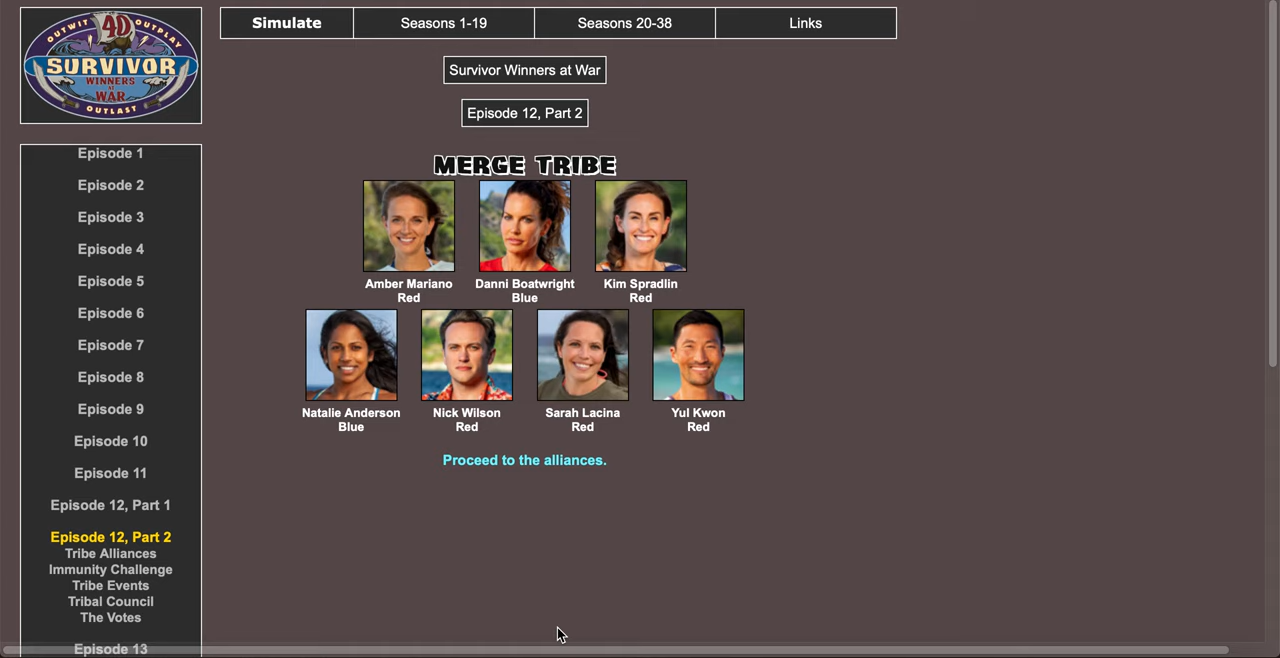 OUTWIT 40 OUTPLAY
SURVIVOR
WINNERS
AT
WAR
OUTLAST
Simulate
Seasons 1-19
Seasons 20-38
Links
Survivor Winners at War
Episode 12, Part 2
MERGE TRIBE
Amber Mariano
Red
Danni Boatwright
Blue
Kim Spradlin
Red
Natalie Anderson
Blue
Nick Wilson
Red
Sarah Lacina
Red
Yul Kwon
Red
Proceed to the alliances.
Episode 1
Episode 2
Episode 3
Episode 4
Episode 5
Episode 6
Episode 7
Episode 8
Episode 9
Episode 10
Episode 11
Episode 12, Part 1
Episode 12, Part 2
Tribe Alliances
Immunity Challenge
Tribe Events
Tribal Council
The Votes
Episode 13